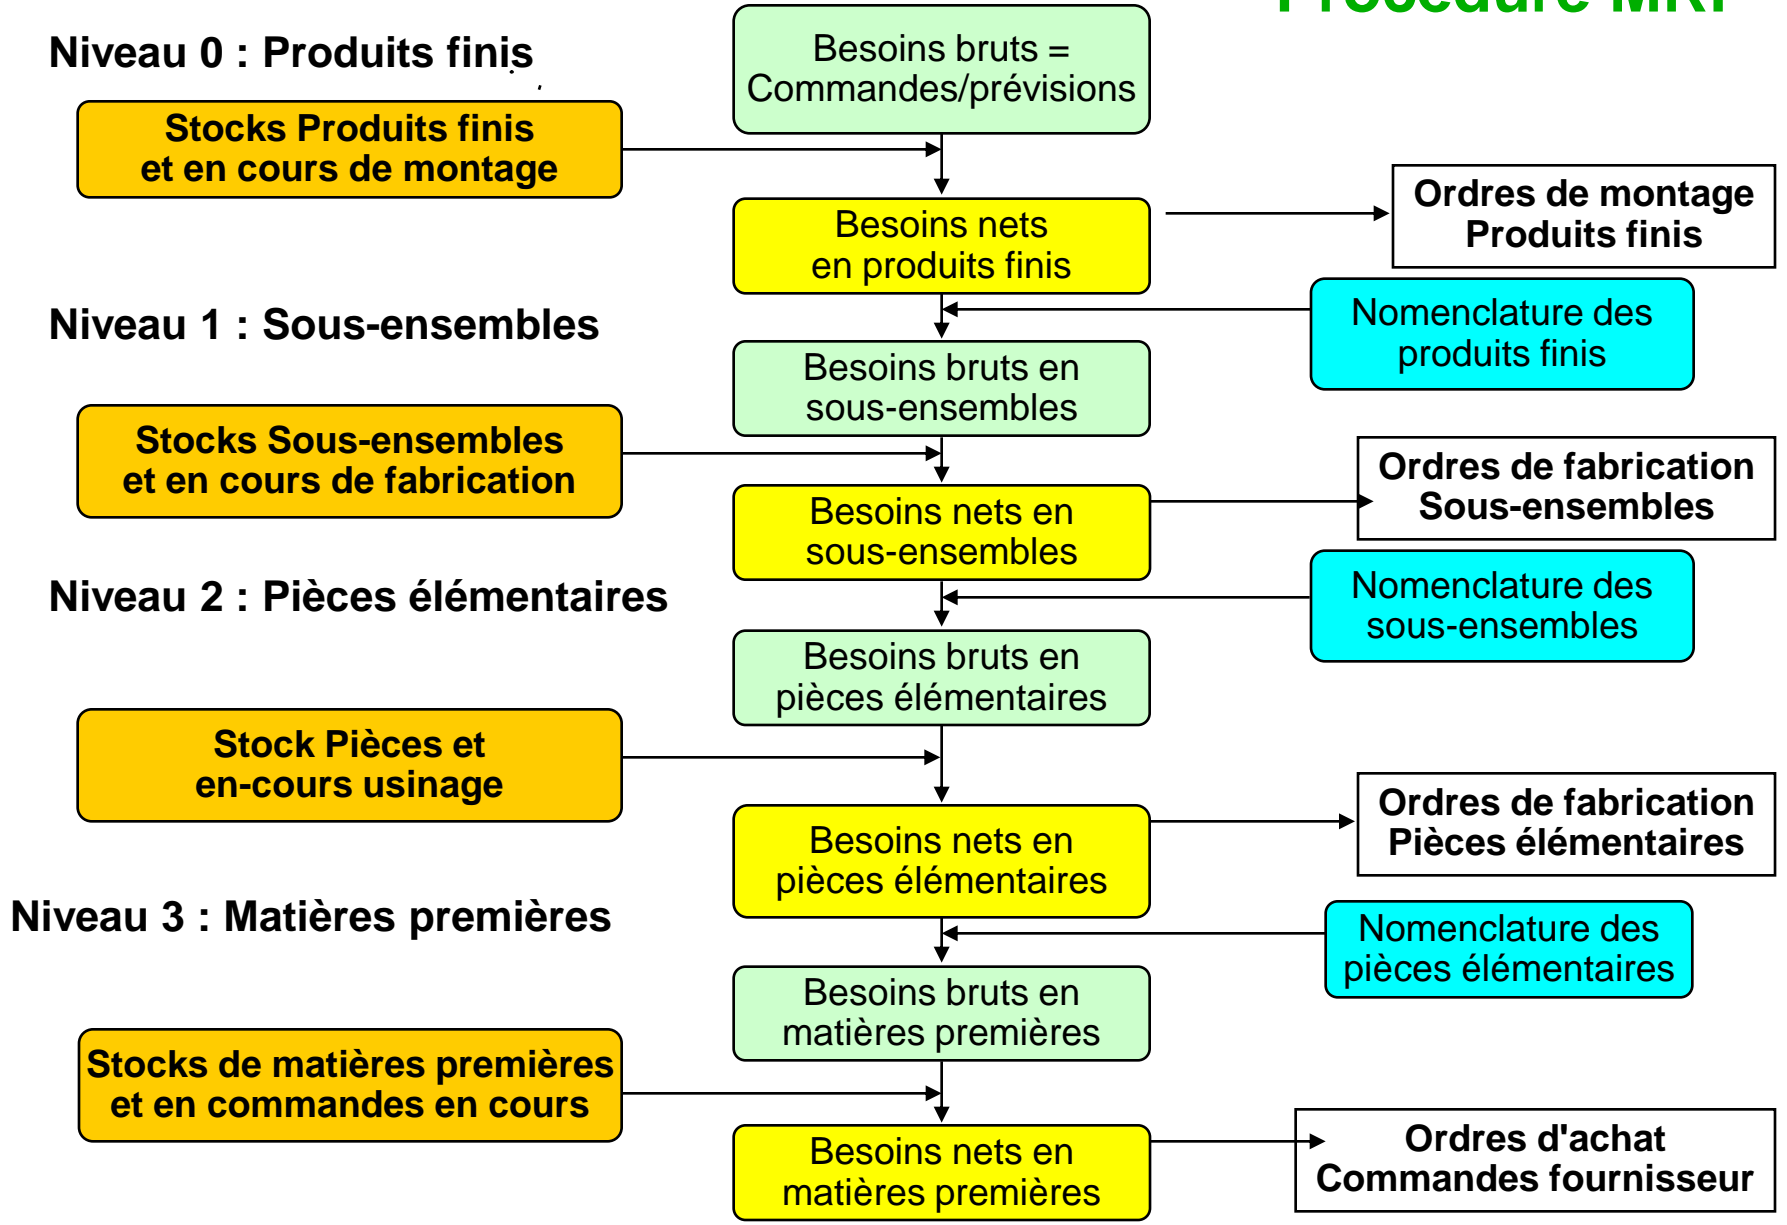 Procédure MRP
Niveau 0 : Produits finis
Besoins bruts =
Commandes/prévisions
Stocks Produits finis
et en cours de montage
Ordres de montage
Produits finis
Besoins nets
en produits finis
Niveau 1 : Sous-ensembles
Nomenclature des
produits finis
Besoins bruts en
sous-ensembles
Stocks Sous-ensembles
et en cours de fabrication
Ordres de fabrication
Sous-ensembles
Besoins nets en
sous-ensembles
Niveau 2 : Pièces élémentaires
Nomenclature des
sous-ensembles
Besoins bruts en
pièces élémentaires
Stock Pièces et
en-cours usinage
Ordres de fabrication
Pièces élémentaires
Besoins nets en
pièces élémentaires
Niveau 3 : Matières premières
Nomenclature des
pièces élémentaires
Besoins bruts en
matières premières
Stocks de matières premières
et en commandes en cours
Ordres d'achat
Commandes fournisseur
Besoins nets en
matières premières